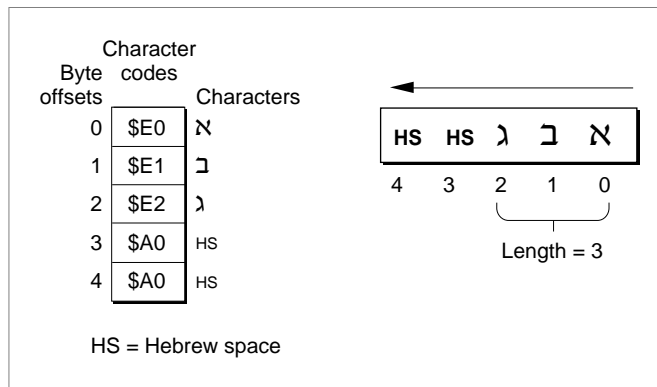 Character
Byte codes
offsets Characters
0 $E0 א
1 $E1 ב
2 $E2 ג
3 $A0 HS
4 $A0 HS
HS HS ג ב א
4 3 2 1 0
Length = 3
HS = Hebrew space